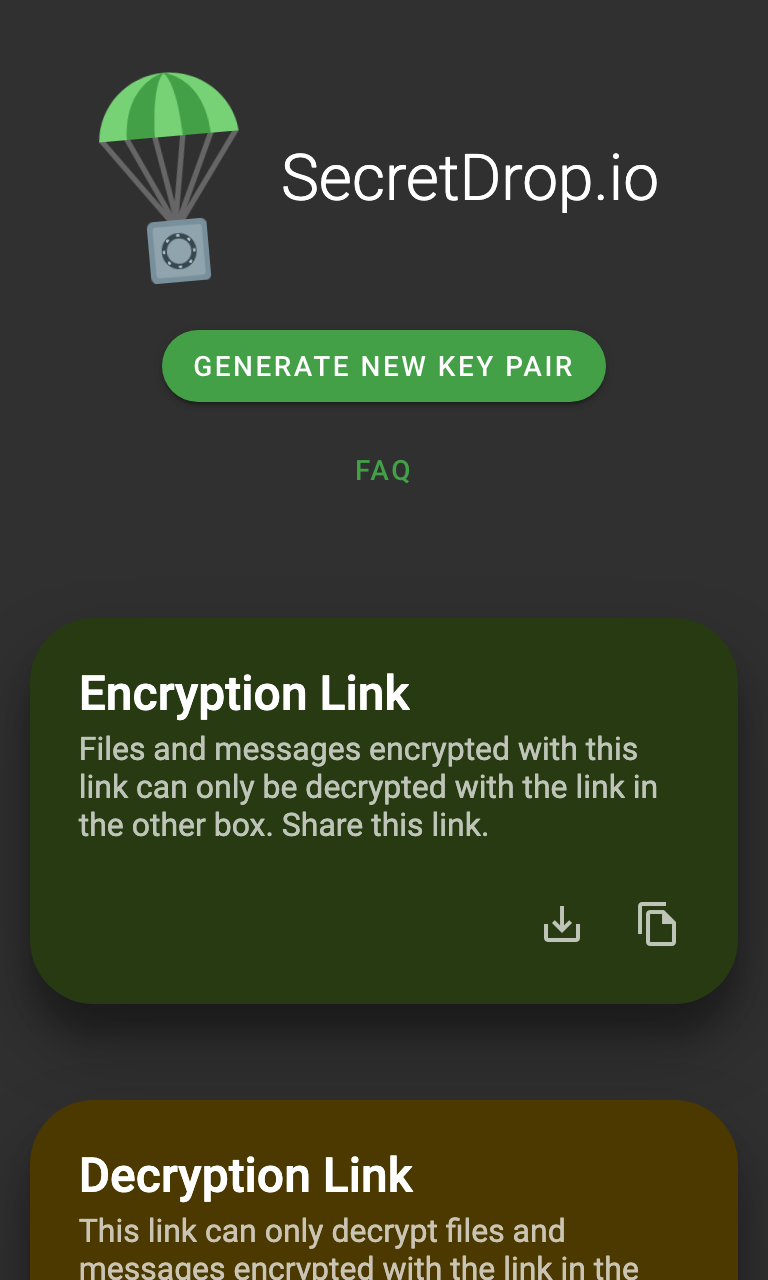 SecretDrop.io
GENERATE NEW KEY PAIR
FAQ
Encryption Link
Files and messages encrypted with this
link can only be decrypted with the link in
the other box. Share this link.
Decryption Link
This link can only decrypt files and
messages encrypted with the link in the